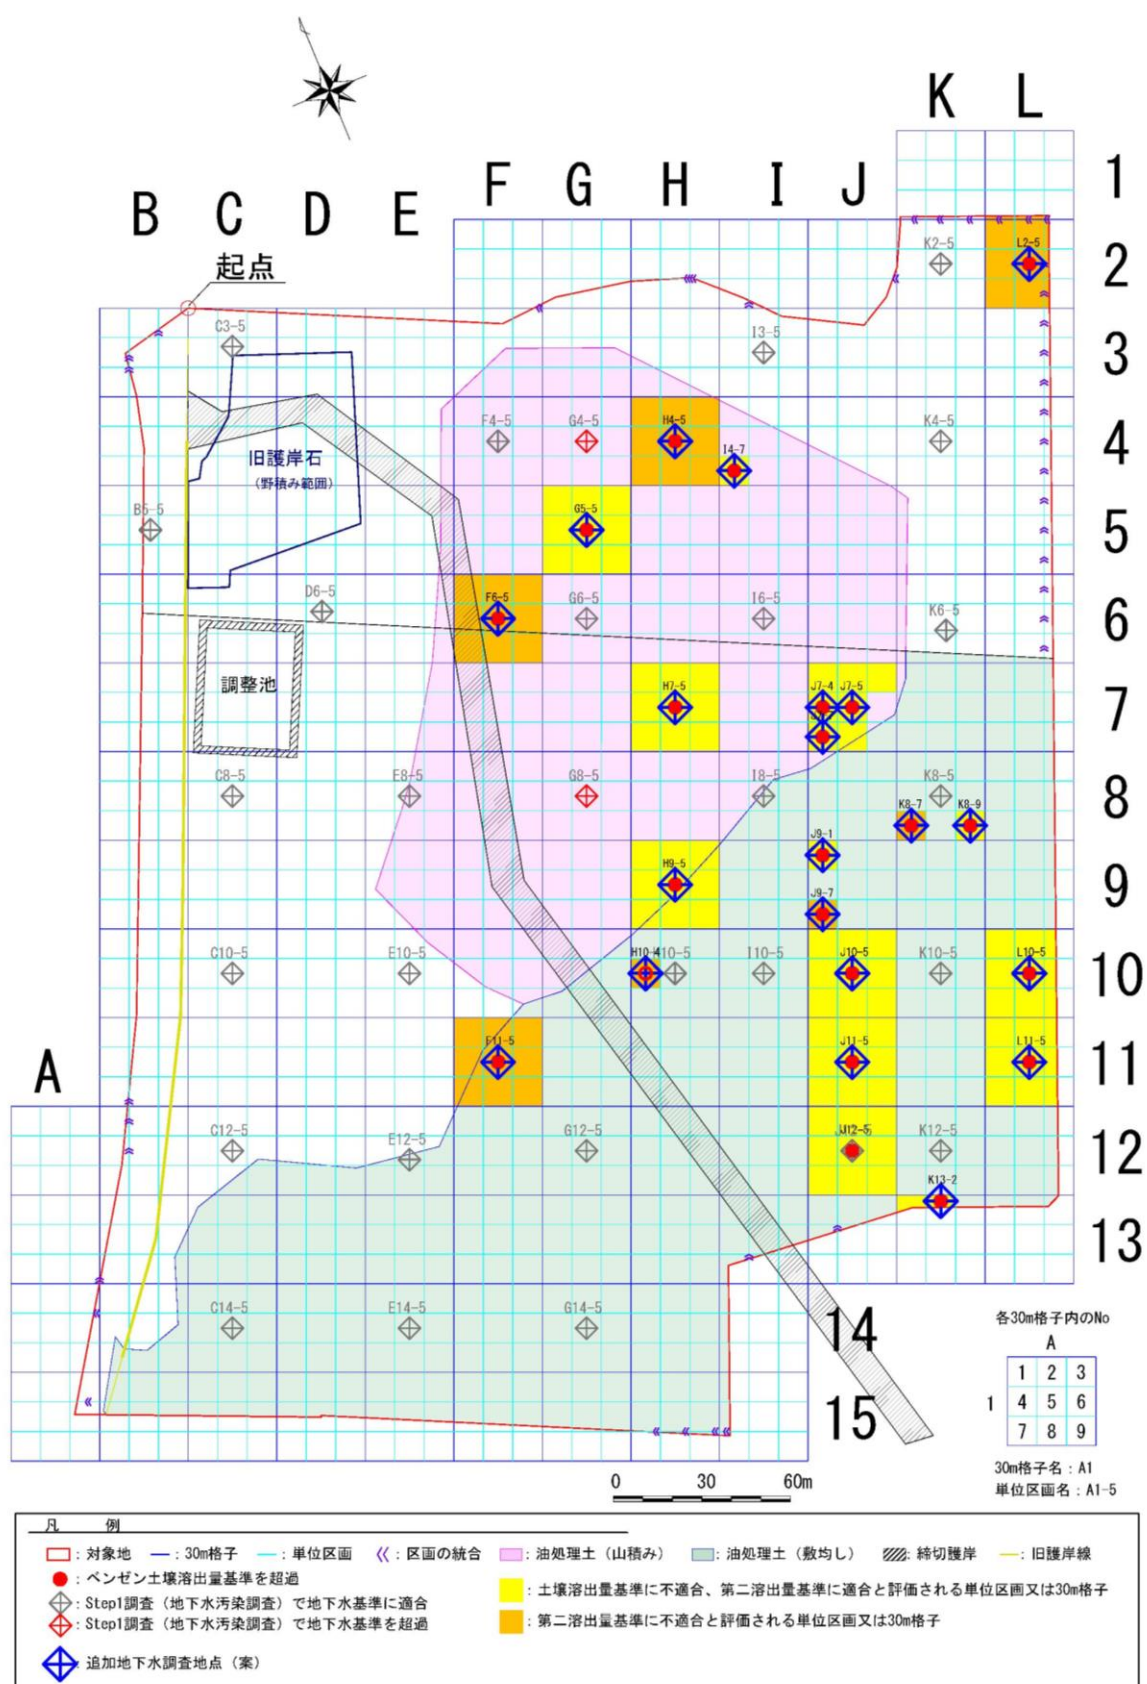 K L
F G H I J
B C D E
1
起点
K2-5 L2-5
2
C3-5 I3-5
3
F4-5 G4-5 H4-5 I4-7 K4-5
4
旧護岸石
(野積み範囲)
B5-5 G5-5
5
D6-5 F6-5 G6-5 I6-5 K6-5
6
調整池
H7-5 J7-4 J7-5
7
C8-5 E8-5 G8-5 I8-5 K8-5
8
K8-7 K8-9
J9-1
H9-5
9
J9-7
C10-5 E10-5 H10-4 I10-5 J10-5 K10-5 L10-5
10
F11-5 J11-5 L11-5
11
A
C12-5 E12-5 G12-5 J12-5 K12-5
12
K13-2
13
C14-5 E14-5 G14-5
14
15
各30m格子内のNo
A
1 2 3
1 4 5 6
7 8 9
30m格子名：A1
単位区画名：A1-5
0 30 60m
凡 例
：対象地 ：30m格子 ：単位区画 ：区画の統合 ：油処理土（山積み） ：油処理土（敷均し） ：締切護岸 ：旧護岸線
：ベンゼン土壌溶出量基準を超過
：土壌溶出量基準に不適合、第二溶出量基準に適合と評価される単位区画又は30m格子
：Step1調査（地下水汚染調査）で地下水基準に適合
：Step1調査（地下水汚染調査）で地下水基準を超過
：第二溶出量基準に不適合と評価される単位区画又は30m格子
：追加地下水調査地点（案）